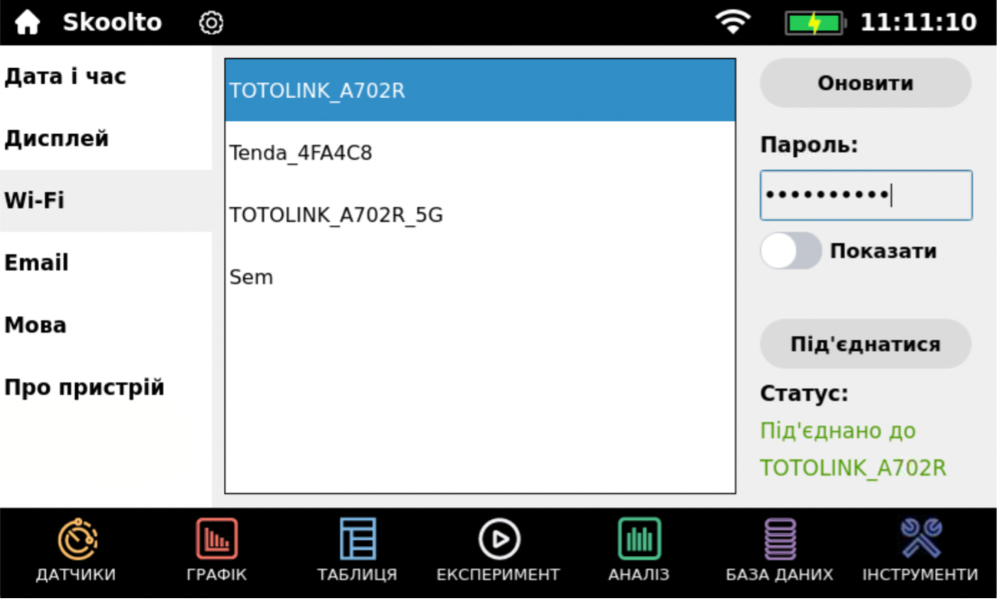 Skoolto
11:11:10
Дата і час
Дисплей
Wi-Fi
Email
Мова
Про пристрій
TOTOLINK_A702R
Tenda_4FA4C8
TOTOLINK_A702R_5G
Sem
Оновити
Пароль:
••••••••••
Показати
Під'єднатися
Статус:
Під'єднано до
TOTOLINK_A702R
ДАТЧИКИ
ГРАФІК
ТАБЛИЦЯ
ЕКСПЕРИМЕНТ
АНАЛІЗ
БАЗА ДАНИХ
ІНСТРУМЕНТИ